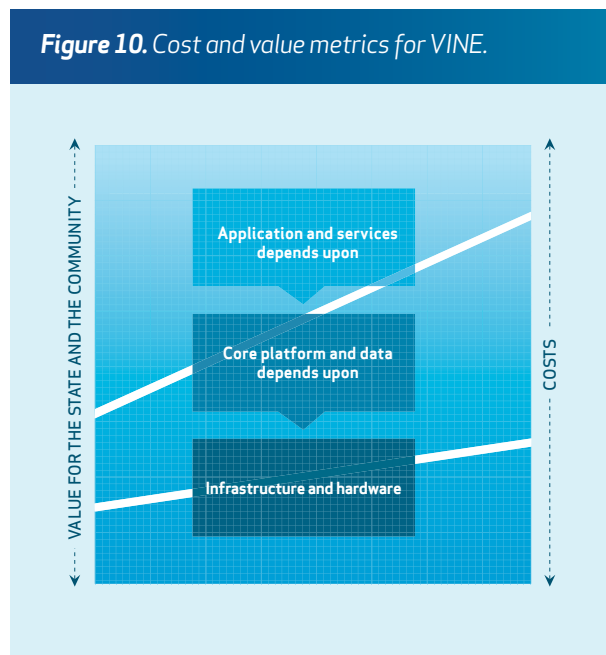 Figure 10. Cost and value metrics for VINE.
VALUE FOR THE STATE AND THE COMMUNITY
Application and services
depends upon
Core platform and data
depends upon
Infrastructure and hardware
COSTS